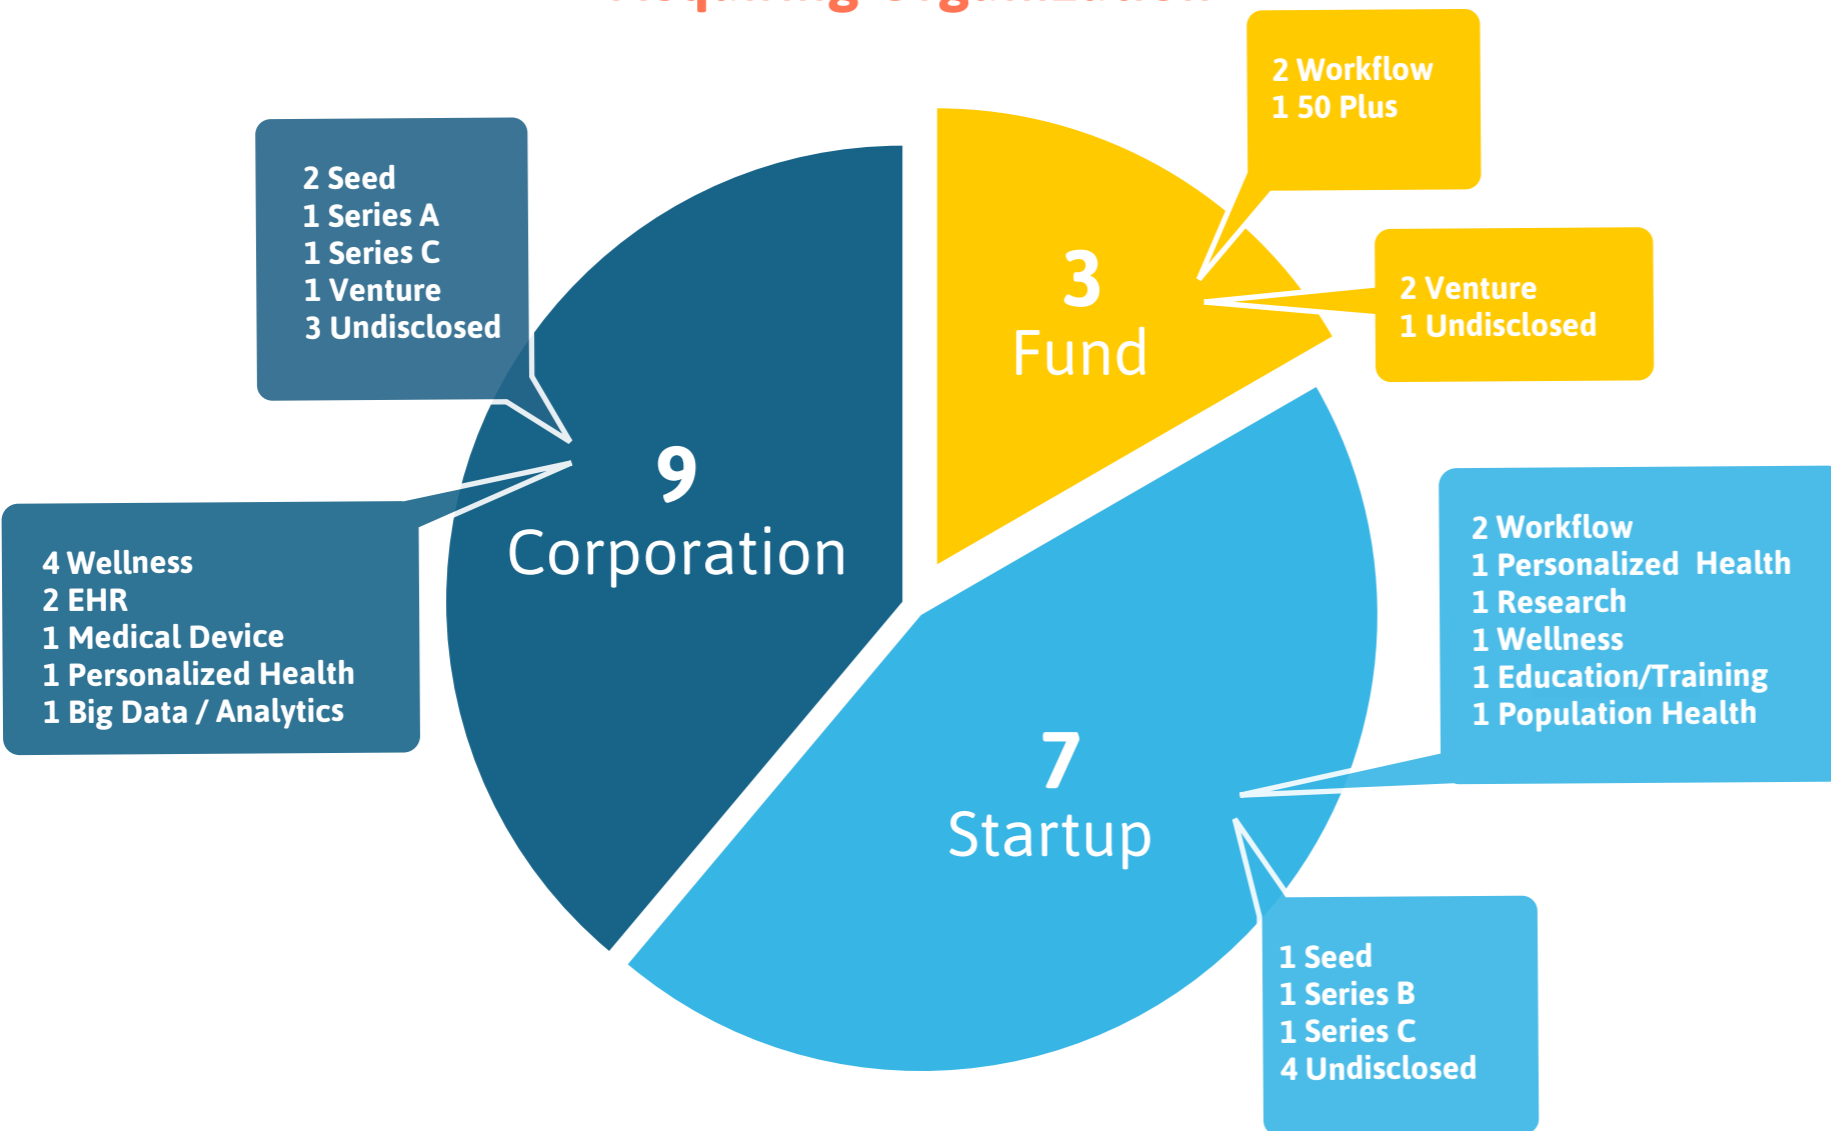 Acquiring Organization
2 Workflow
1 50 Plus
2 Seed
1 Series A
1 Series C
1 Venture
3 Undisclosed
3
Fund
2 Venture
1 Undisclosed
9
Corporation
4 Wellness
2 EHR
1 Medical Device
1 Personalized Health
1 Big Data / Analytics
2 Workflow
1 Personalized Health
1 Research
1 Wellness
1 Education/Training
1 Population Health
7
Startup
1 Seed
1 Series B
1 Series C
4 Undisclosed